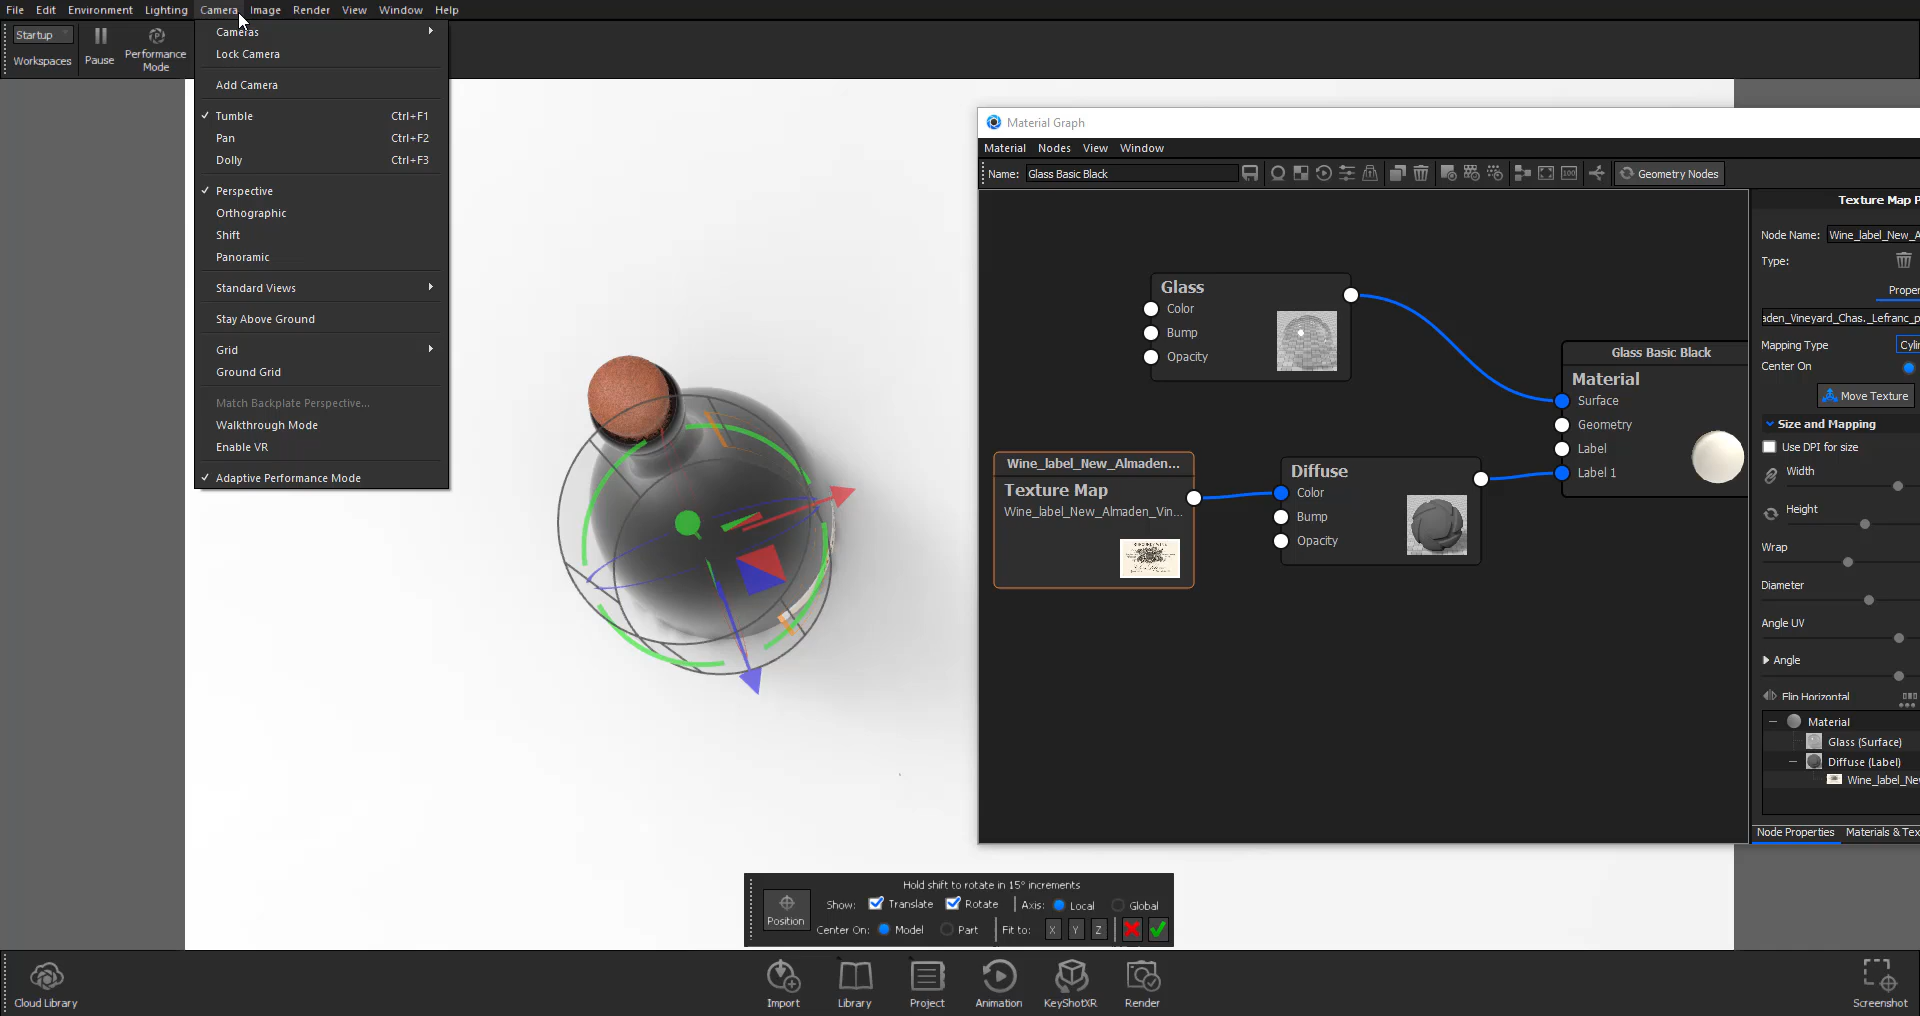 File Edit Environment Lighting Camera Image Render View Window Help
Startup
Workspaces
Pause
Performance
Mode
Cameras
Lock Camera
Add Camera
Tumble Ctrl+F1
Pan Ctrl+F2
Dolly Ctrl+F3
Perspective
Orthographic
Shift
Panoramic
Standard Views
Stay Above Ground
Grid
Ground Grid
Match Backplate Perspective...
Walkthrough Mode
Enable VR
Adaptive Performance Mode
Material Graph
Material Nodes View Window
Name: Glass Basic Black
100
Geometry Nodes
Glass
Color
Bump
Opacity
Wine_label_New_Almaden...
Texture Map
Wine_label_New_Almaden_Vin...
Diffuse
Color
Bump
Opacity
Glass Basic Black
Material
Surface
Geometry
Label
Label 1
Texture Map P
Node Name: Wine_label_New_A
Type:
Proper
aden_Vineyard_Chas._Lefranc_p
Mapping Type Cylin
Center On
Move Texture
Size and Mapping
Use DPI for size
Width
Height
Wrap
Diameter
Angle UV
Angle
Flip Horizontal
Material
Glass (Surface)
Diffuse (Label)
Wine_label_Ne
Node Properties Materials & Tex
Hold shift to rotate in 15° increments
Position
Show: Translate Rotate Axis: Local Global
Center On: Model Part Fit to: X Y Z
Cloud Library
Import
Library
Project
Animation
KeyShotXR
Render
Screenshot